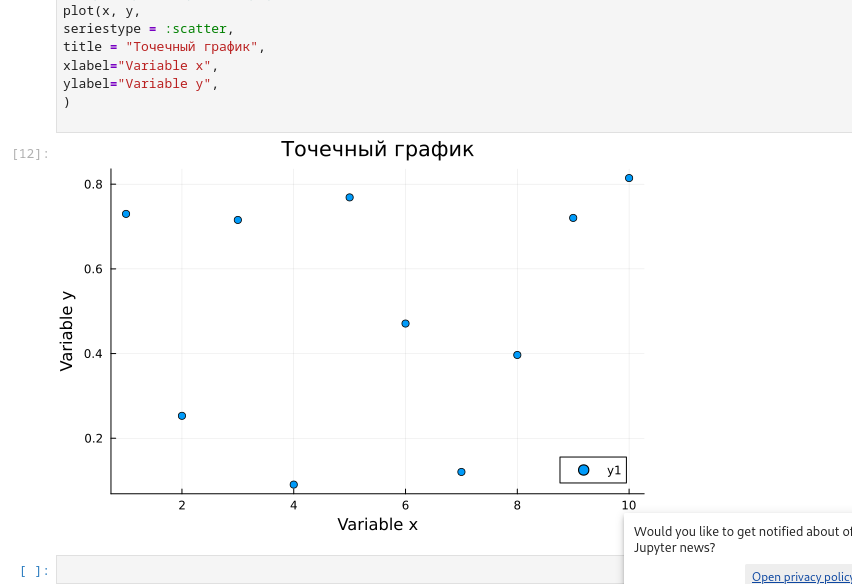 plot(x, y,
seriestype = :scatter,
title = "Точечный график",
xlabel="Variable x",
ylabel="Variable y",
)
[12]:
Точечный график
0.8
0.6
0.4
0.2
Variable y
y1
2 4 6 8 10
Variable x
Would you like to get notified about of
Jupyter news?
Open privacy policy
[ ]: